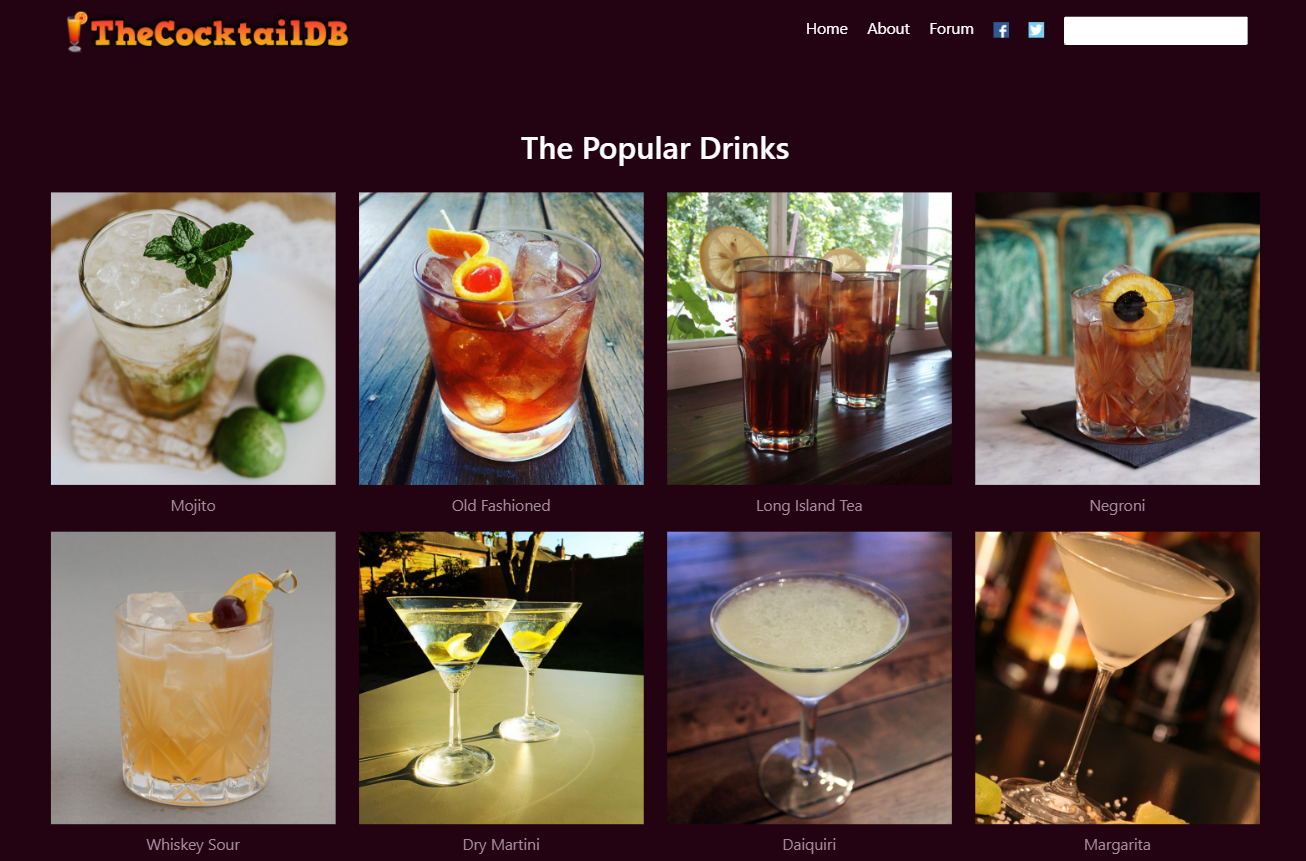 TheCocktailDB
Home About Forum
The Popular Drinks
Mojito
Old Fashioned
Long Island Tea
Negroni
Whiskey Sour
Dry Martini
Daiquiri
Margarita